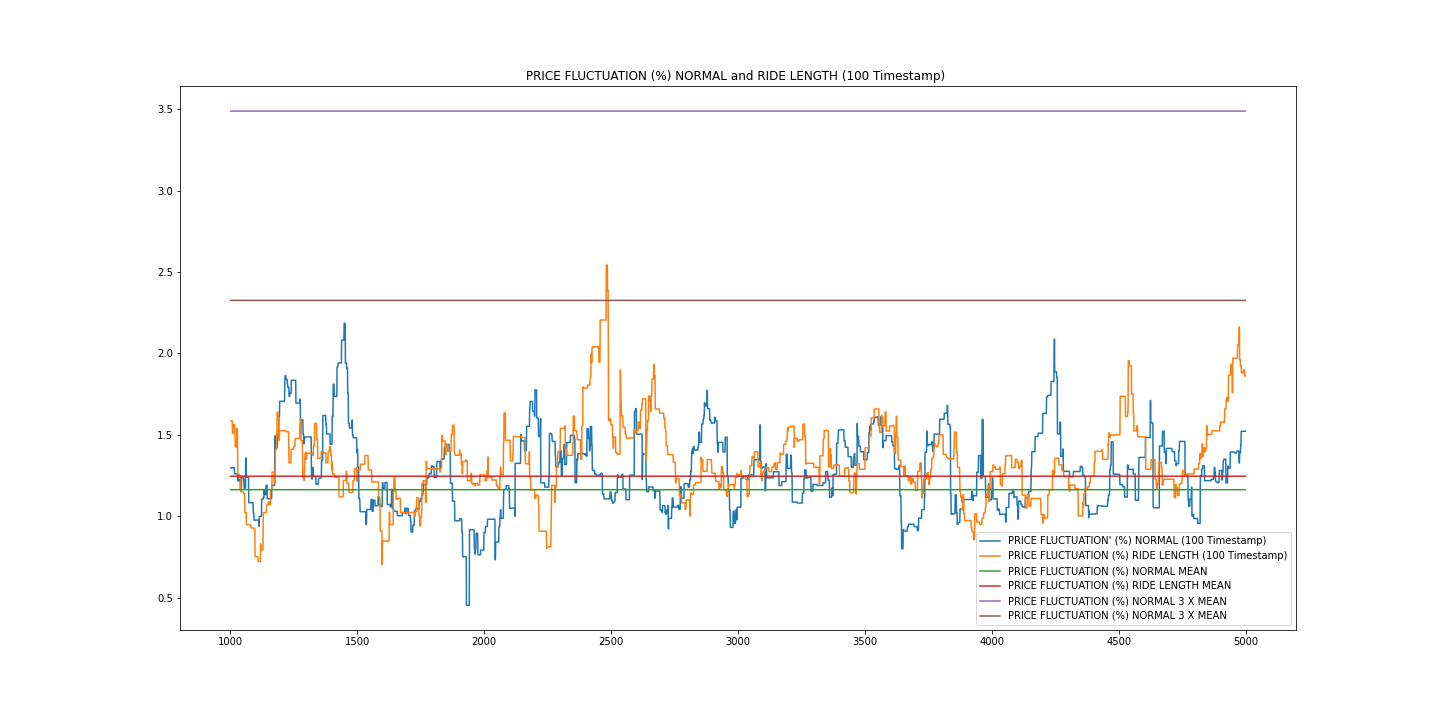 PRICE FLUCTUATION (%) NORMAL and RIDE LENGTH (100 Timestamp)
3.5
3.0
2.5
2.0
1.5
1.0
0.5
PRICE FLUCTUATION' (%) NORMAL (100 Timestamp)
PRICE FLUCTUATION (%) RIDE LENGTH (100 Timestamp)
PRICE FLUCTUATION (%) NORMAL MEAN
PRICE FLUCTUATION (%) RIDE LENGTH MEAN
PRICE FLUCTUATION (%) NORMAL 3 X MEAN
PRICE FLUCTUATION (%) NORMAL 3 X MEAN
1000 1500 2000 2500 3000 3500 4000 4500 5000